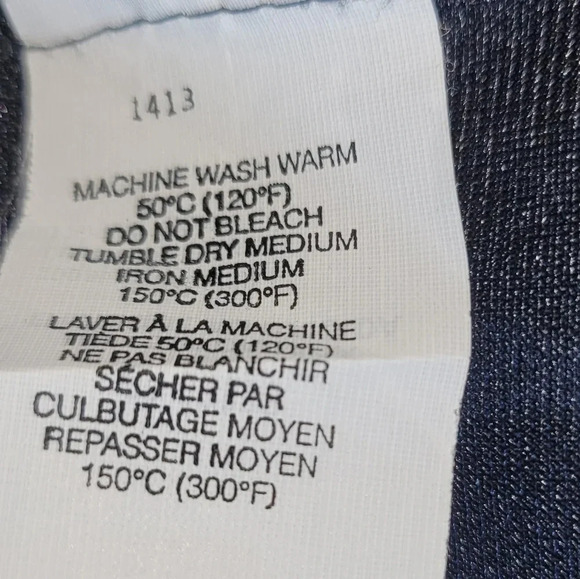 1413
MACHINE WASH WARM
50°C (120°F)
DO NOT BLEACH
TUMBLE DRY MEDIUM
IRON MEDIUM
150°C (300°F)
LAVER À LA MACHINE
TIÈDE 50°C (120°F)
NE PAS BLANCHIR
SÉCHER PAR
CULBUTAGE MOYEN
REPASSER MOYEN
150°C (300°F)